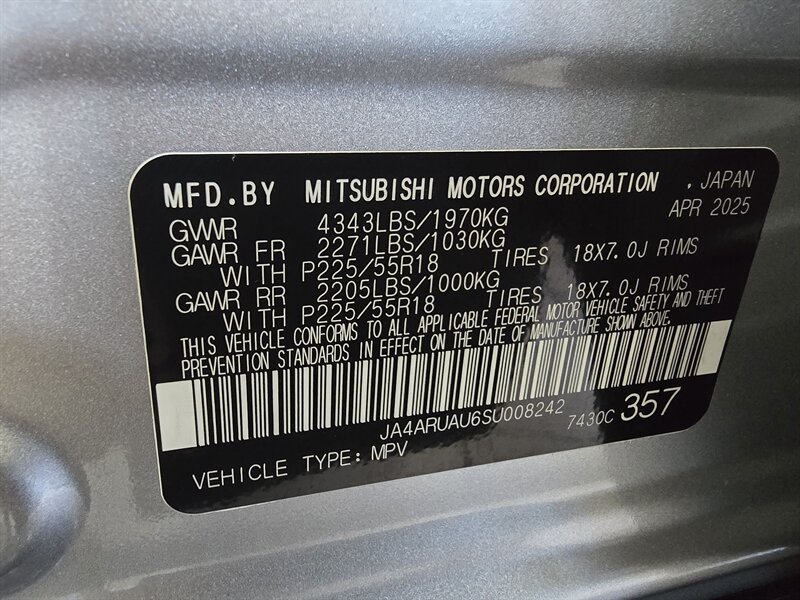 MFD.BY MITSUBISHI MOTORS CORPORATION , JAPAN
GVWR 4343LBS/1970KG APR 2025
GAWR FR 2271LBS/1030KG
WITH P225/55R18 TIRES 18X7.0J RIMS
GAWR RR 2205LBS/1000KG
WITH P225/55R18 TIRES 18X7.0J RIMS
THIS VEHICLE CONFORMS TO ALL APPLICABLE FEDERAL MOTOR VEHICLE SAFETY AND THEFT
PREVENTION STANDARDS IN EFFECT ON THE DATE OF MANUFACTURE SHOWN ABOVE.
JA4ARUAU6SU008242 7430C 357
VEHICLE TYPE: MPV